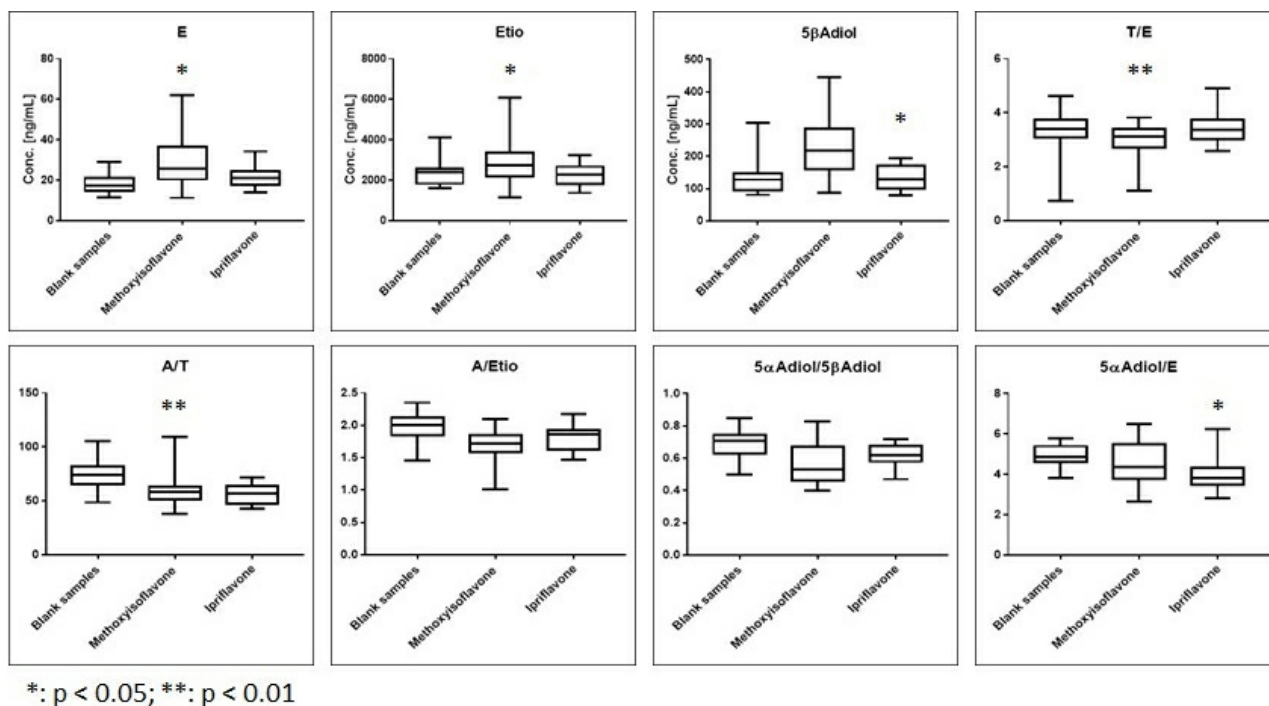 E
*
80
60
40
20
0
Conc. [ng/mL]
Blank samples
Methoxyisoflavone
Ipriflavone
Etio
*
8000
6000
4000
2000
0
Conc. [ng/mL]
Blank samples
Methoxyisoflavone
Ipriflavone
5βAdiol
*
500
400
300
200
100
0
Conc. [ng/mL]
Blank samples
Methoxyisoflavone
Ipriflavone
T/E
**
6
4
2
0
Blank samples
Methoxyisoflavone
Ipriflavone
A/T
**
150
100
50
0
Blank samples
Methoxyisoflavone
Ipriflavone
A/Etio
2.5
2.0
1.5
1.0
0.5
0.0
Blank samples
Methoxyisoflavone
Ipriflavone
5αAdiol/5βAdiol
1.0
0.8
0.6
0.4
0.2
0.0
Blank samples
Methoxyisoflavone
Ipriflavone
5αAdiol/E
*
8
6
4
2
0
Blank samples
Methoxyisoflavone
Ipriflavone
*: p < 0.05; **: p < 0.01